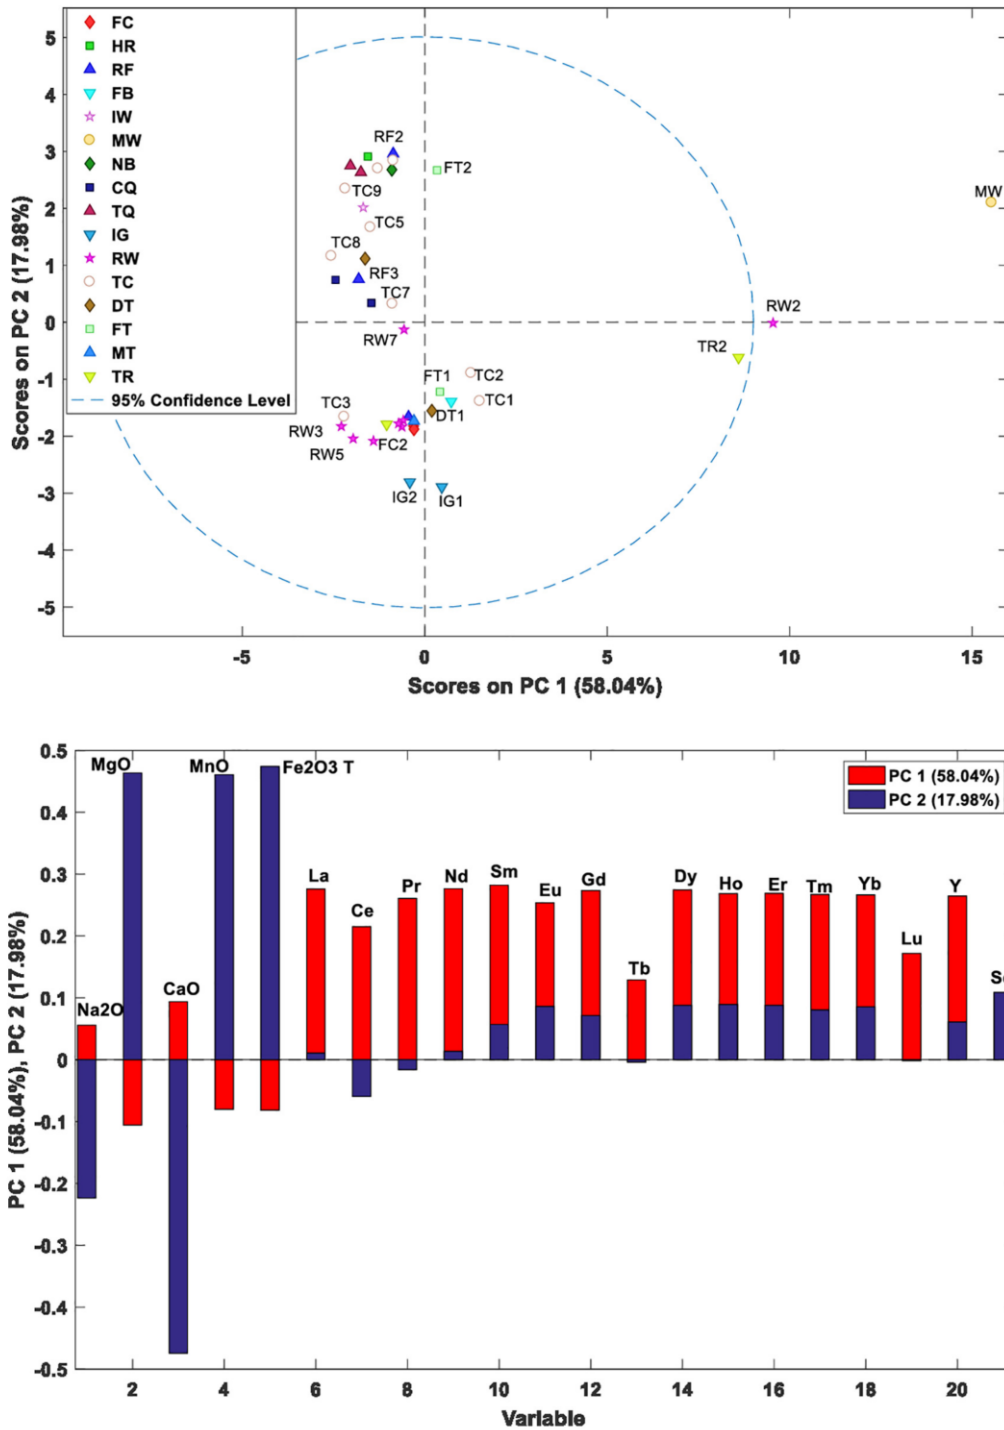 FC
HR
RF
FB
IW
MW
NB
CQ
TQ
IG
RW
TC
DT
FT
MT
TR
95% Confidence Level
5
4
3
2
1
0
-1
-2
-3
-4
-5
Scores on PC 2 (17.98%)
RF2
FT2
TC9
TC5
TC8
RF3
TC7
RW7
MW
RW2
TR2
FT1
TC2
TC1
DT1
TC3
RW3
RW5
FC2
IG2
IG1
-5
0
5
10
15
Scores on PC 1 (58.04%)
PC 1 (58.04%)
PC 2 (17.98%)
0.5
0.4
0.3
0.2
0.1
0
-0.1
-0.2
-0.3
-0.4
-0.5
PC 1 (58.04%), PC 2 (17.98%)
Na2O
MgO
CaO
MnO
Fe2O3 T
La
Ce
Pr
Nd
Sm
Eu
Gd
Tb
Dy
Ho
Er
Tm
Yb
Lu
Y
2
4
6
8
10
12
14
16
18
20
Variable